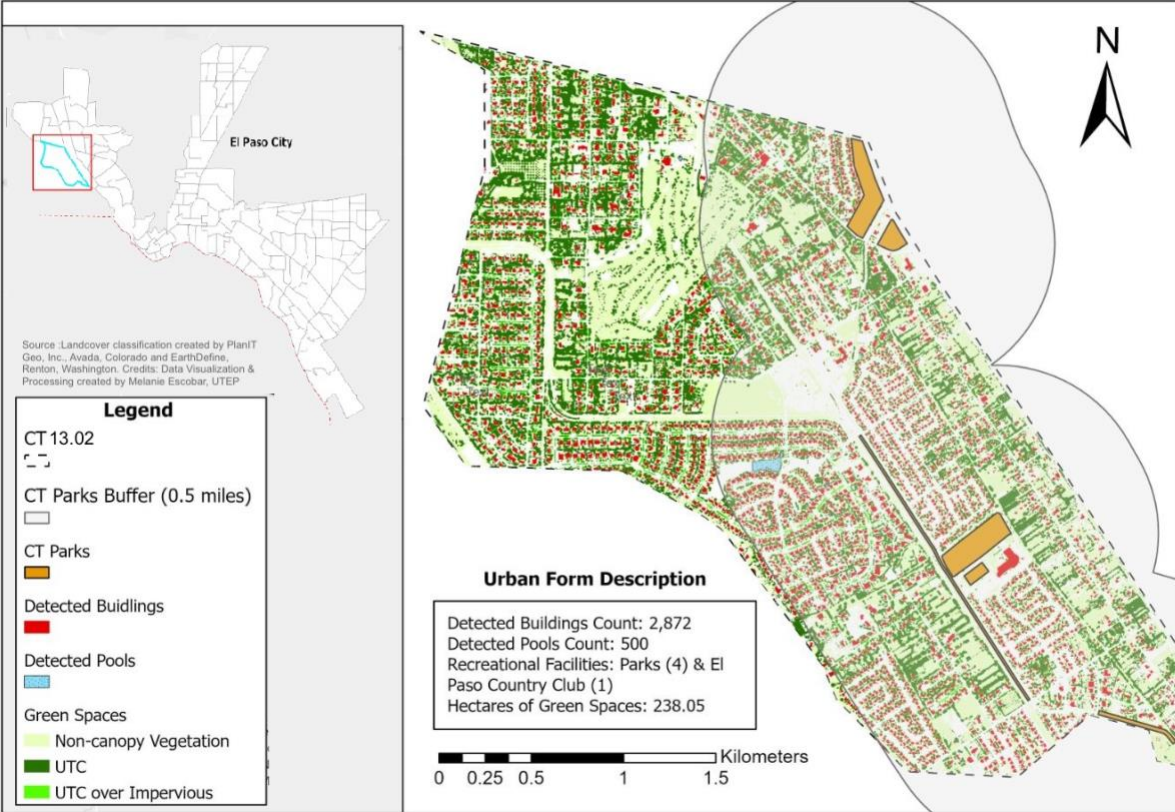 El Paso City
Source :Landcover classification created by PlanIT
Geo, Inc., Avada, Colorado and EarthDefine,
Renton, Washington. Credits: Data Visualization &
Processing created by Melanie Escobar, UTEP
Legend
CT 13.02
CT Parks Buffer (0.5 miles)
CT Parks
Detected Buidlings
Detected Pools
Green Spaces
Non-canopy Vegetation
UTC
UTC over Impervious
N
Urban Form Description
Detected Buildings Count: 2,872
Detected Pools Count: 500
Recreational Facilities: Parks (4) & El
Paso Country Club (1)
Hectares of Green Spaces: 238.05
Kilometers
0 0.25 0.5 1 1.5